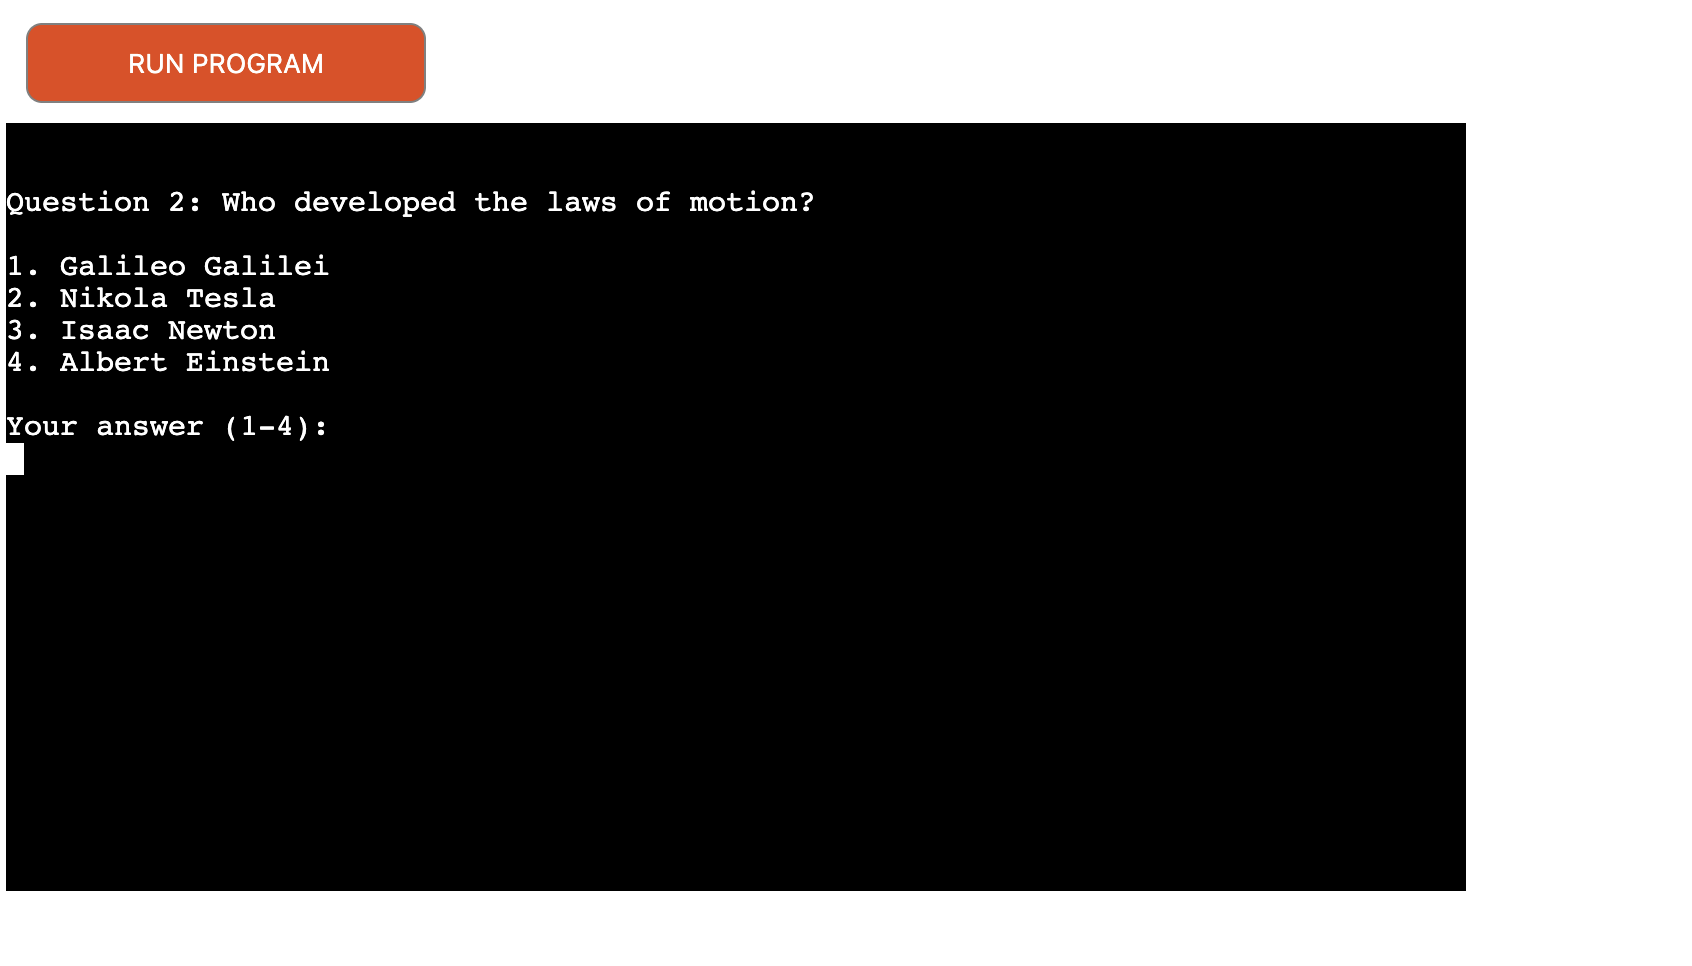 RUN PROGRAM
Question 2: Who developed the laws of motion?
1. Galileo Galilei
2. Nikola Tesla
3. Isaac Newton
4. Albert Einstein
Your answer (1-4):